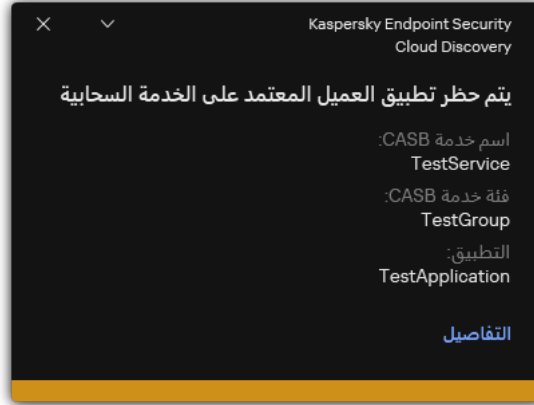 Kaspersky Endpoint Security
Cloud Discovery
يتم حظر تطبيق العميل المعتمد على الخدمة السحابية
اسم خدمة CASB:
TestService
فئة خدمة CASB:
TestGroup
التطبيق:
TestApplication
التفاصيل